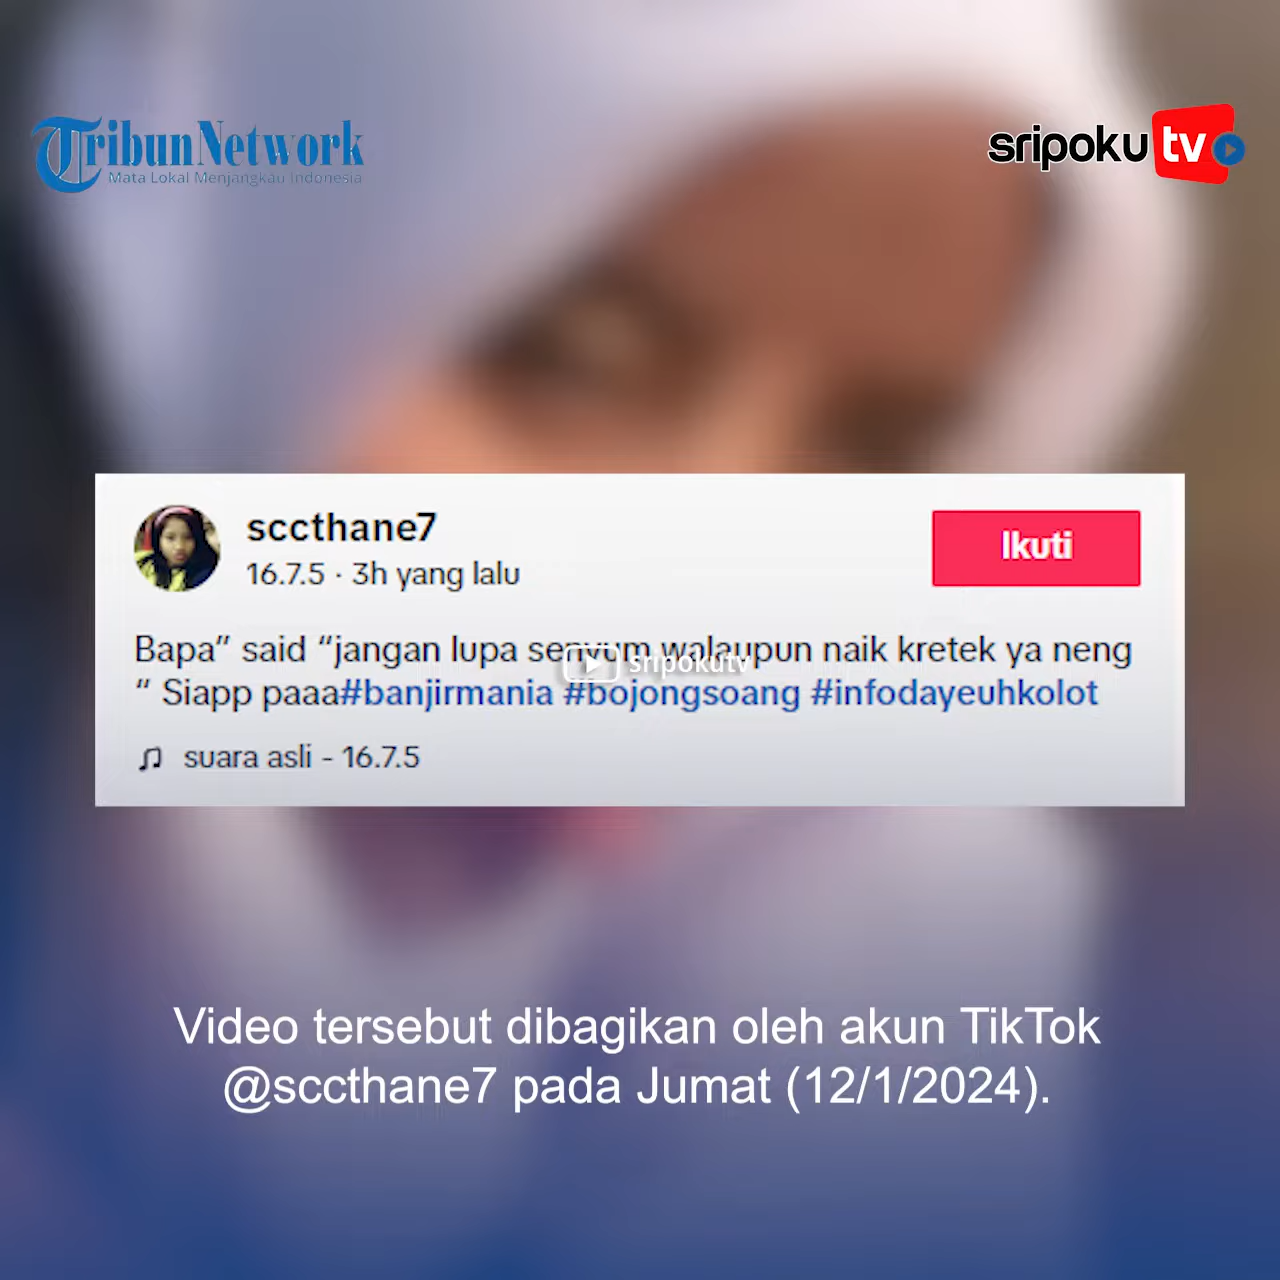 TribunNetwork
Mata Lokal Menjangkau Indonesia
sripoku tv
sccthane7
16.7.5 · 3h yang lalu
Ikuti
Bapa” said “jangan lupa senyum walaupun naik kretek ya neng
“ Siapp paaa#banjirmania #bojongsoang #infodayeuhkolot
sripokutv
suara asli - 16.7.5
Video tersebut dibagikan oleh akun TikTok
@sccthane7 pada Jumat (12/1/2024).